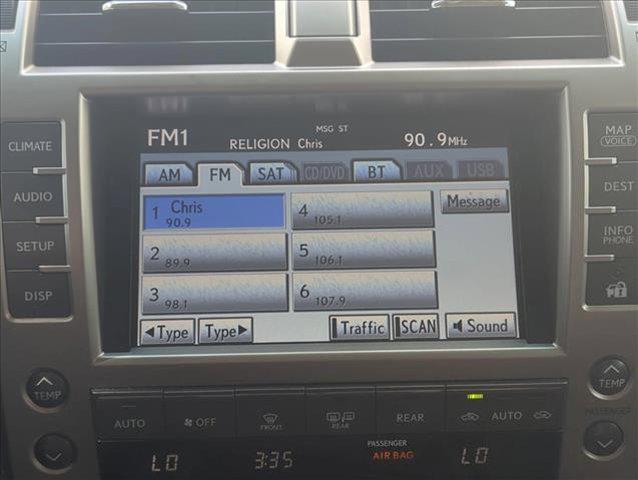 MSG ST
FM1 RELIGION Chris 90.9MHz
AM FM SAT CD/DVD BT AUX USB
1 Chris 90.9
4 105.1
Message
2 89.9
5 106.1
3 98.1
6 107.9
◄Type Type► Traffic SCAN Sound
CLIMATE
AUDIO
SETUP
DISP
MAP
VOICE
DEST
INFO
PHONE
TEMP
AUTO OFF FRONT REAR REAR AUTO
TEMP
PASSENGER
PASSENGER
AIR BAG
LO 3:35 LO